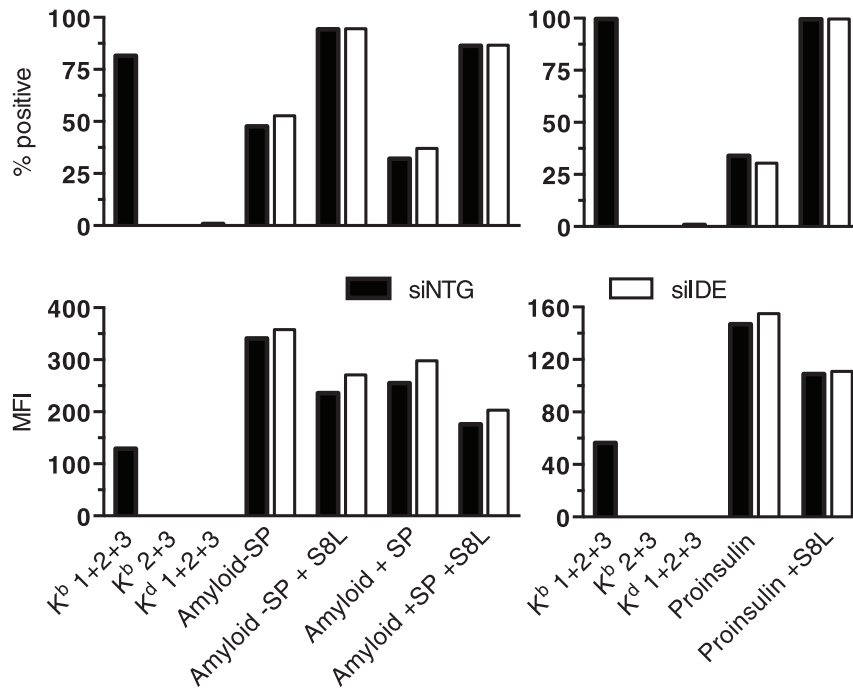 % positive
100
75
50
25
0
100
75
50
25
0
siNTG
siIDE
MFI
400
300
200
100
0
160
120
80
40
0
Kᵇ 1+2+3
Kᵇ 2+3
Kᵈ 1+2+3
Amyloid-SP
Amyloid -SP + S8L
Amyloid + SP
Amyloid +SP +S8L
Kᵇ 1+2+3
Kᵇ 2+3
Kᵈ 1+2+3
Proinsulin
Proinsulin +S8L